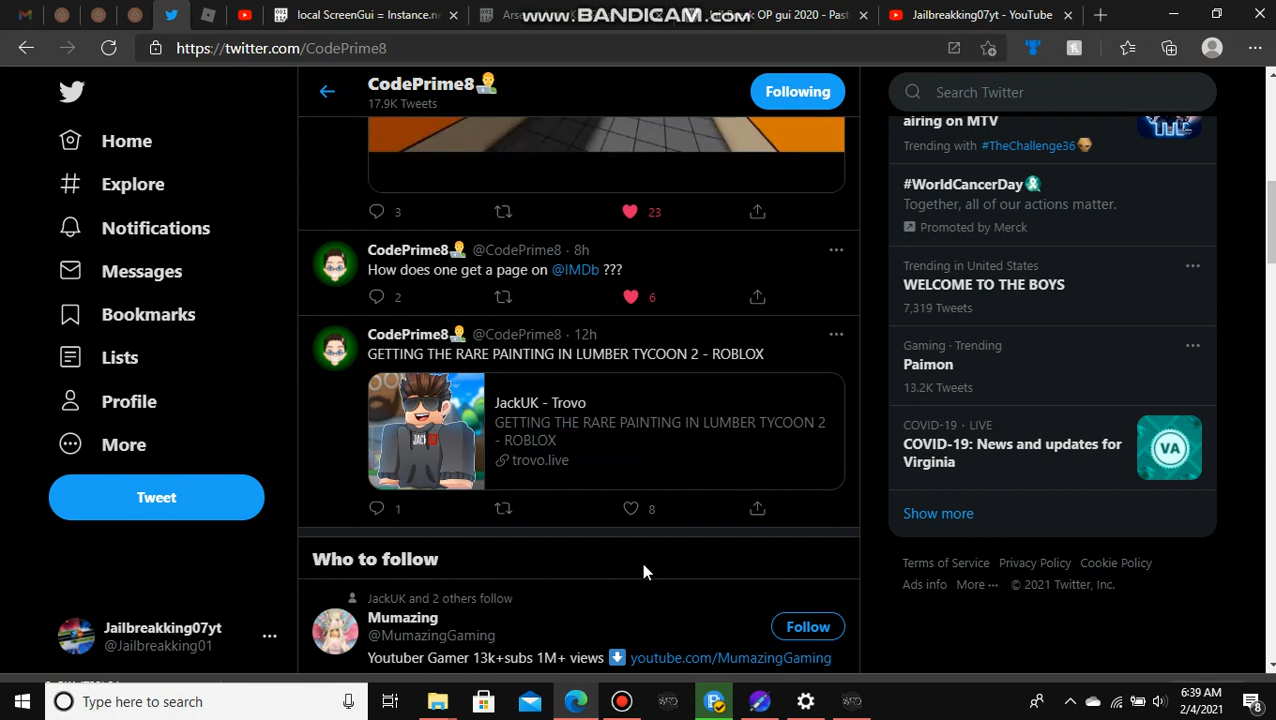 local ScreenGui = Instance.n
Arse
www.BANDICAM.com
OP gui 2020 - Past
Jailbreakking07yt - YouTube
https://twitter.com/CodePrime8
CodePrime8
17.9K Tweets
Following
Search Twitter
Home
Explore
Notifications
Messages
Bookmarks
Lists
Profile
More
Tweet
Jailbreakking07yt
@Jailbreakking01
3
23
CodePrime8 @CodePrime8 · 8h
How does one get a page on @IMDb ???
2
6
CodePrime8 @CodePrime8 · 12h
GETTING THE RARE PAINTING IN LUMBER TYCOON 2 - ROBLOX
JackUK - Trovo
GETTING THE RARE PAINTING IN LUMBER TYCOON 2
- ROBLOX
trovo.live
1
8
Who to follow
JackUK and 2 others follow
Mumazing
@MumazingGaming
Follow
Youtuber Gamer 13k+subs 1M+ views youtube.com/MumazingGaming
airing on MTV
Trending with #TheChallenge36
#WorldCancerDay
Together, all of our actions matter.
Promoted by Merck
Trending in United States
WELCOME TO THE BOYS
7,319 Tweets
Gaming · Trending
Paimon
13.2K Tweets
COVID-19 · LIVE
COVID-19: News and updates for
Virginia
VA
Show more
Terms of Service Privacy Policy Cookie Policy
Ads info More © 2021 Twitter, Inc.
Type here to search
6:39 AM
2/4/2021
8